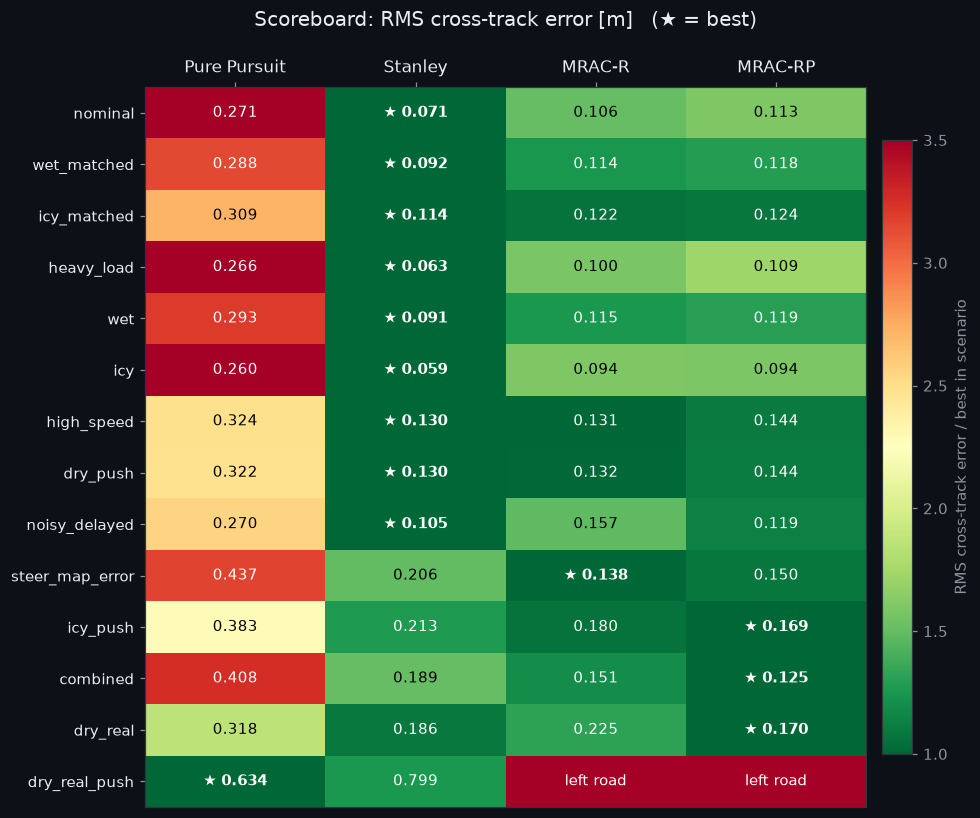 Scoreboard: RMS cross-track error [m]   (★ = best)
Pure Pursuit Stanley MRAC-R MRAC-RP
nominal 0.271 ★ 0.071 0.106 0.113
wet_matched 0.288 ★ 0.092 0.114 0.118
icy_matched 0.309 ★ 0.114 0.122 0.124
heavy_load 0.266 ★ 0.063 0.100 0.109
wet 0.293 ★ 0.091 0.115 0.119
icy 0.260 ★ 0.059 0.094 0.094
high_speed 0.324 ★ 0.130 0.131 0.144
dry_push 0.322 ★ 0.130 0.132 0.144
noisy_delayed 0.270 ★ 0.105 0.157 0.119
steer_map_error 0.437 0.206 ★ 0.138 0.150
icy_push 0.383 0.213 0.180 ★ 0.169
combined 0.408 0.189 0.151 ★ 0.125
dry_real 0.318 0.186 0.225 ★ 0.170
dry_real_push ★ 0.634 0.799 left road left road
3.5
3.0
2.5
2.0
1.5
1.0
RMS cross-track error / best in scenario